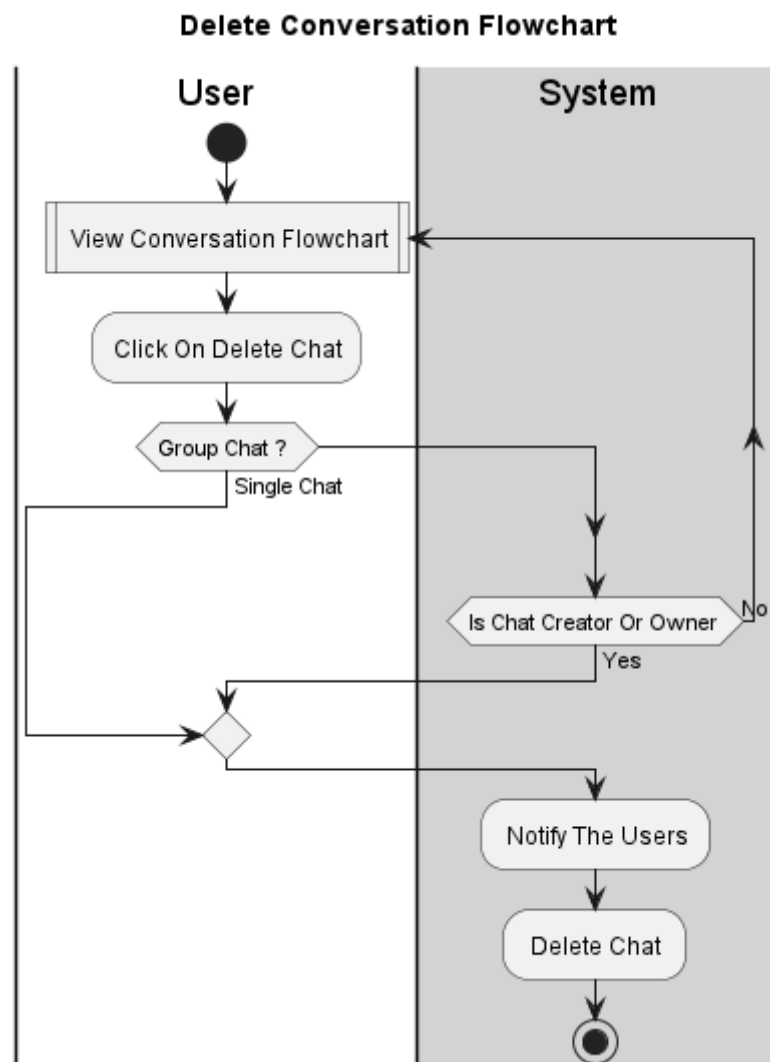 Delete Conversation Flowchart
User
System
View Conversation Flowchart
Click On Delete Chat
Group Chat ?
Single Chat
Is Chat Creator Or Owner
No
Yes
Notify The Users
Delete Chat